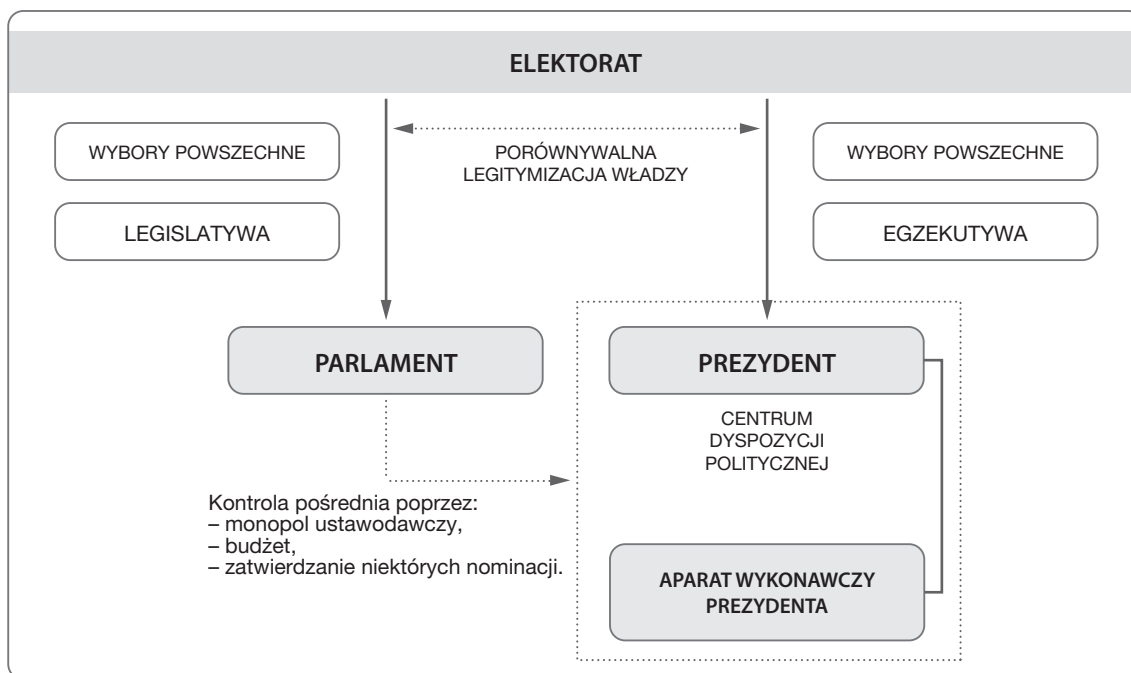 ELEKTORAT
WYBORY POWSZECHNE
PORÓWNYWALNA
LEGITYMIZACJA WŁADZY
WYBORY POWSZECHNE
LEGISLATYWA
EGZEKUTYWA
PARLAMENT
PREZYDENT
CENTRUM
DYSPOZYCJI
POLITYCZNEJ
Kontrola pośrednia poprzez:
– monopol ustawodawczy,
– budżet,
– zatwierdzanie niektórych nominacji.
APARAT WYKONAWCZY
PREZYDENTA